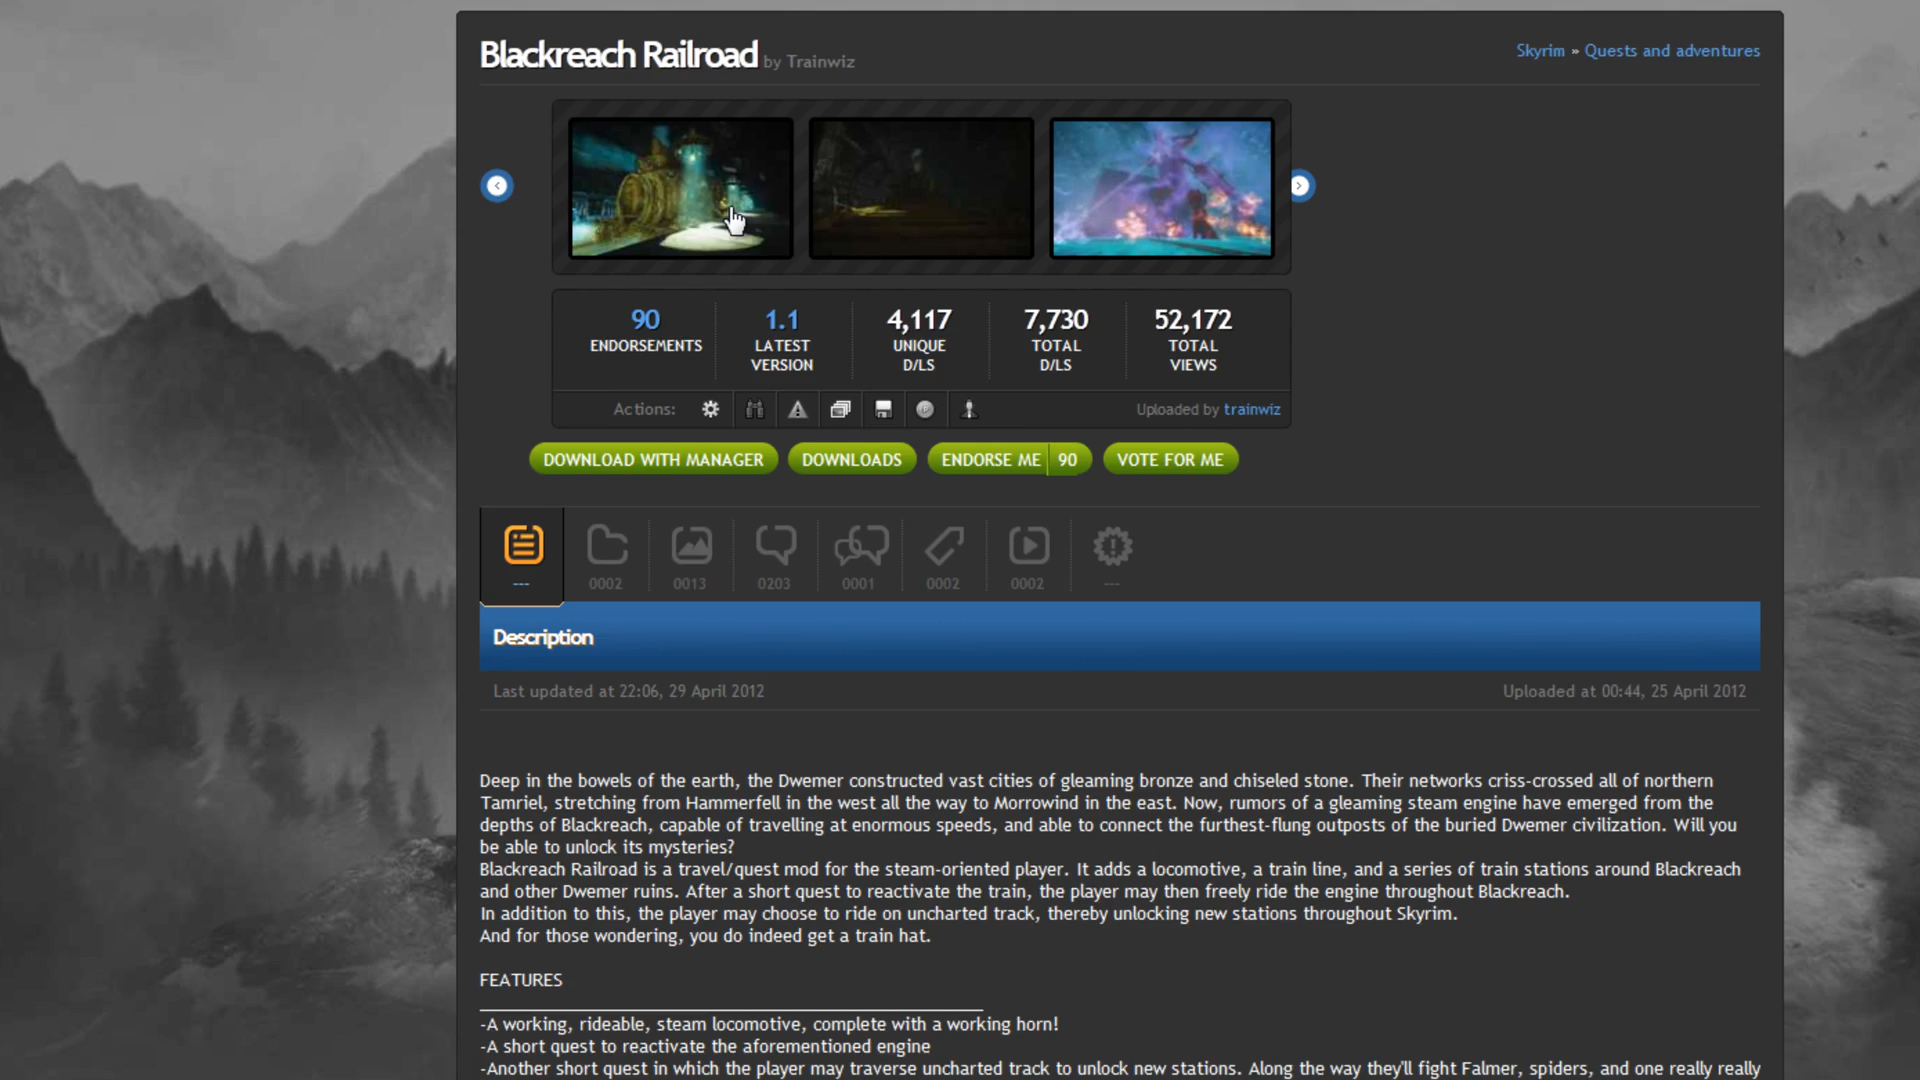 Blackreach Railroad by Trainwiz
Skyrim » Quests and adventures
90
ENDORSEMENTS
1.1
LATEST
VERSION
4,117
UNIQUE
D/LS
7,730
TOTAL
D/LS
52,172
TOTAL
VIEWS
Actions:
Uploaded by trainwiz
DOWNLOAD WITH MANAGER
DOWNLOADS
ENDORSE ME 90
VOTE FOR ME
---
0002
0013
0203
0001
0002
0002
---
Description
Last updated at 22:06, 29 April 2012
Uploaded at 00:44, 25 April 2012
Deep in the bowels of the earth, the Dwemer constructed vast cities of gleaming bronze and chiseled stone. Their networks criss-crossed all of northern
Tamriel, stretching from Hammerfell in the west all the way to Morrowind in the east. Now, rumors of a gleaming steam engine have emerged from the
depths of Blackreach, capable of travelling at enormous speeds, and able to connect the furthest-flung outposts of the buried Dwemer civilization. Will you
be able to unlock its mysteries?
Blackreach Railroad is a travel/quest mod for the steam-oriented player. It adds a locomotive, a train line, and a series of train stations around Blackreach
and other Dwemer ruins. After a short quest to reactivate the train, the player may then freely ride the engine throughout Blackreach.
In addition to this, the player may choose to ride on uncharted track, thereby unlocking new stations throughout Skyrim.
And for those wondering, you do indeed get a train hat.
FEATURES
-A working, rideable, steam locomotive, complete with a working horn!
-A short quest to reactivate the aforementioned engine
-Another short quest in which the player may traverse uncharted track to unlock new stations. Along the way they'll fight Falmer, spiders, and one really really